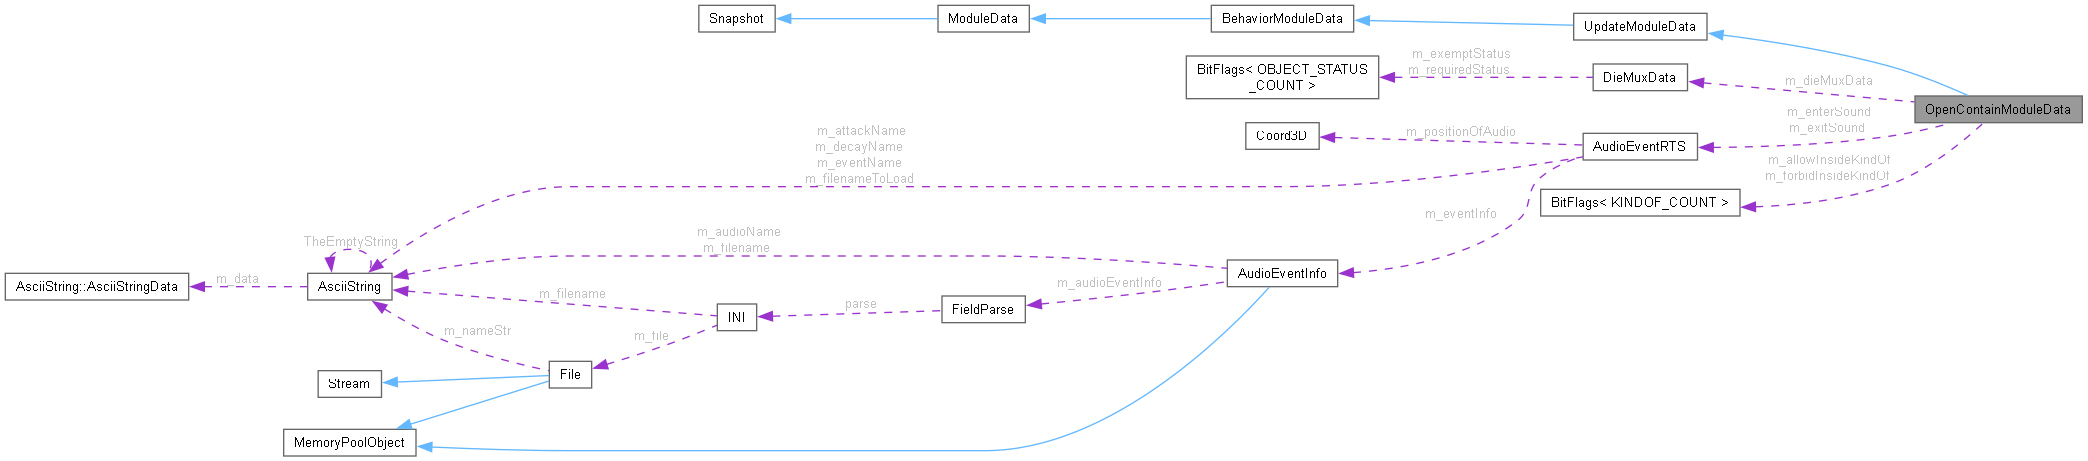 Snapshot
ModuleData
BehaviorModuleData
UpdateModuleData
m_exemptStatus
m_requiredStatus
BitFlags< OBJECT_STATUS
_COUNT >
DieMuxData
m_dieMuxData
OpenContainModuleData
m_enterSound
m_exitSound
m_attackName
m_decayName
m_eventName
m_filenameToLoad
Coord3D
m_positionOfAudio
AudioEventRTS
m_allowInsideKindOf
m_forbidInsideKindOf
BitFlags< KINDOF_COUNT >
m_eventInfo
TheEmptyString
m_audioName
m_filename
AudioEventInfo
AsciiString::AsciiStringData
m_data
AsciiString
m_filename
m_audioEventInfo
parse
FieldParse
INI
m_nameStr
m_file
Stream
File
MemoryPoolObject